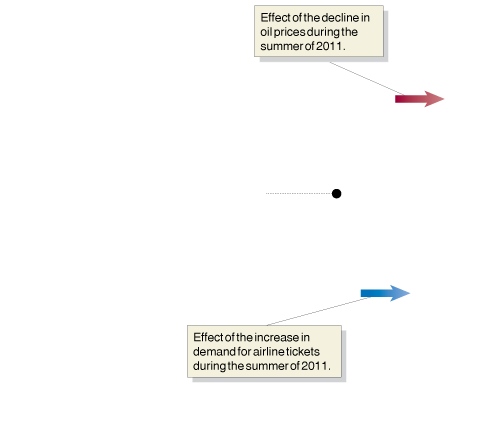 Effect of the decline in
oil prices during the
summer of 2011.
Effect of the increase in
demand for airline tickets
during the summer of 2011.